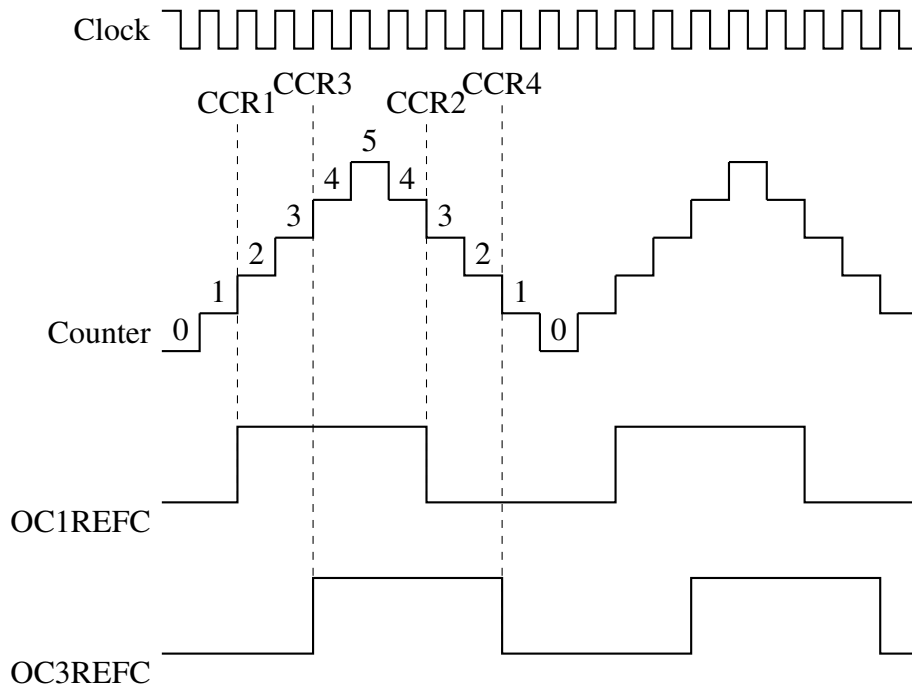 Clock
CCR1
CCR3
CCR2
CCR4
5
4
4
3
3
2
2
1
1
0
0
Counter
OC1REFC
OC3REFC